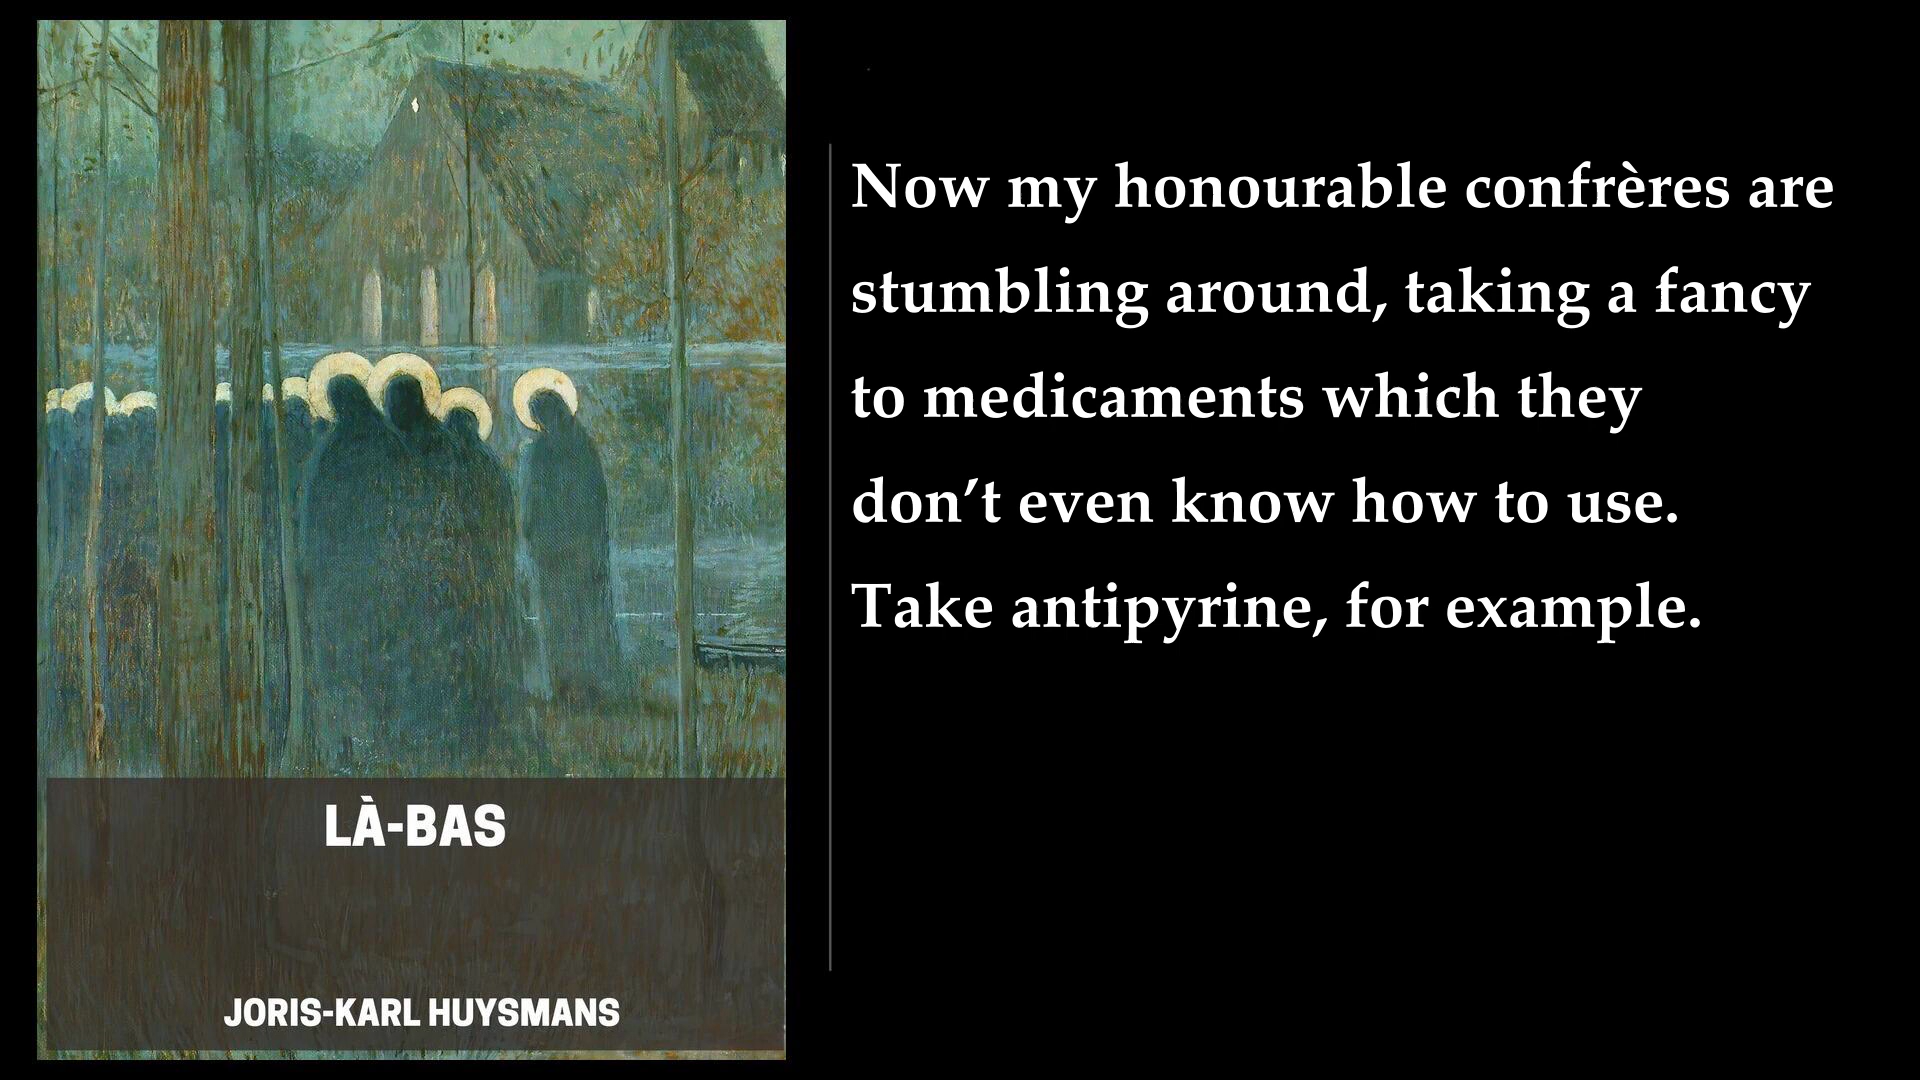 LÀ-BAS
JORIS-KARL HUYSMANS
Now my honourable confrères are
stumbling around, taking a fancy
to medicaments which they
don’t even know how to use.
Take antipyrine, for example.